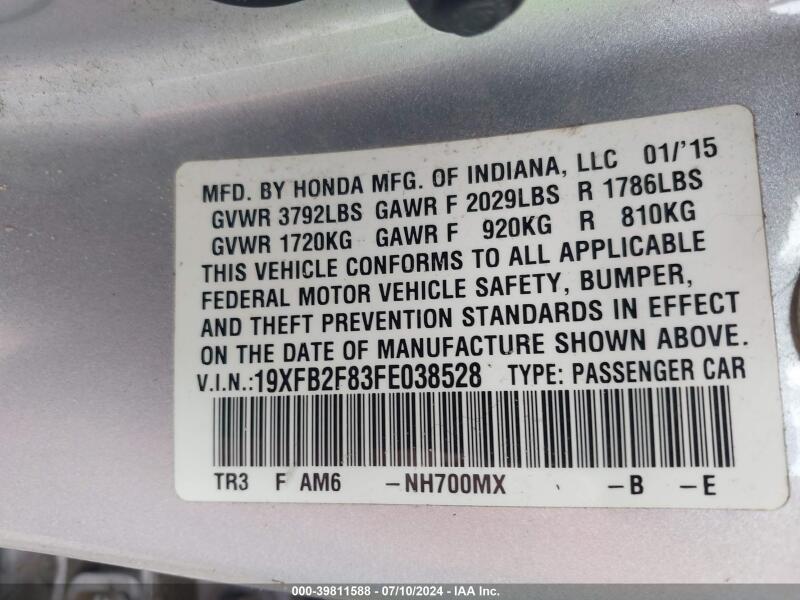 MFD. BY HONDA MFG. OF INDIANA, LLC 01/'15
GVWR 3792LBS GAWR F 2029LBS R 1786LBS
GVWR 1720KG GAWR F 920KG R 810KG
THIS VEHICLE CONFORMS TO ALL APPLICABLE
FEDERAL MOTOR VEHICLE SAFETY, BUMPER,
AND THEFT PREVENTION STANDARDS IN EFFECT
ON THE DATE OF MANUFACTURE SHOWN ABOVE.
V.I.N.:19XFB2F83FE038528 TYPE: PASSENGER CAR
TR3 F AM6 -NH700MX -B -E
000-39811588 - 07/10/2024 - IAA Inc.